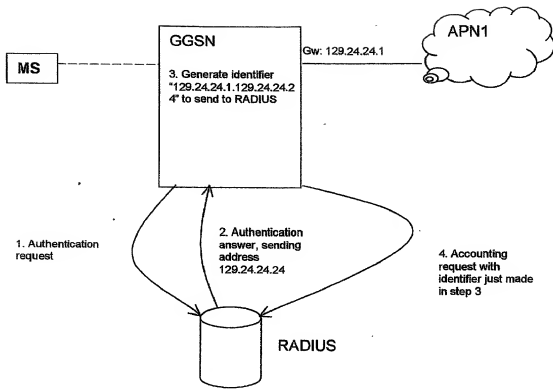 GGSN
Gw: 129.24.24.1
APN1
MS
3. Generate identifier
"129.24.24.1.129.24.24.2
4" to send to RADIUS
1. Authentication
request
2. Authentication
answer, sending
address
129.24.24.24
4. Accounting
request with
identifier just made
in step 3
RADIUS